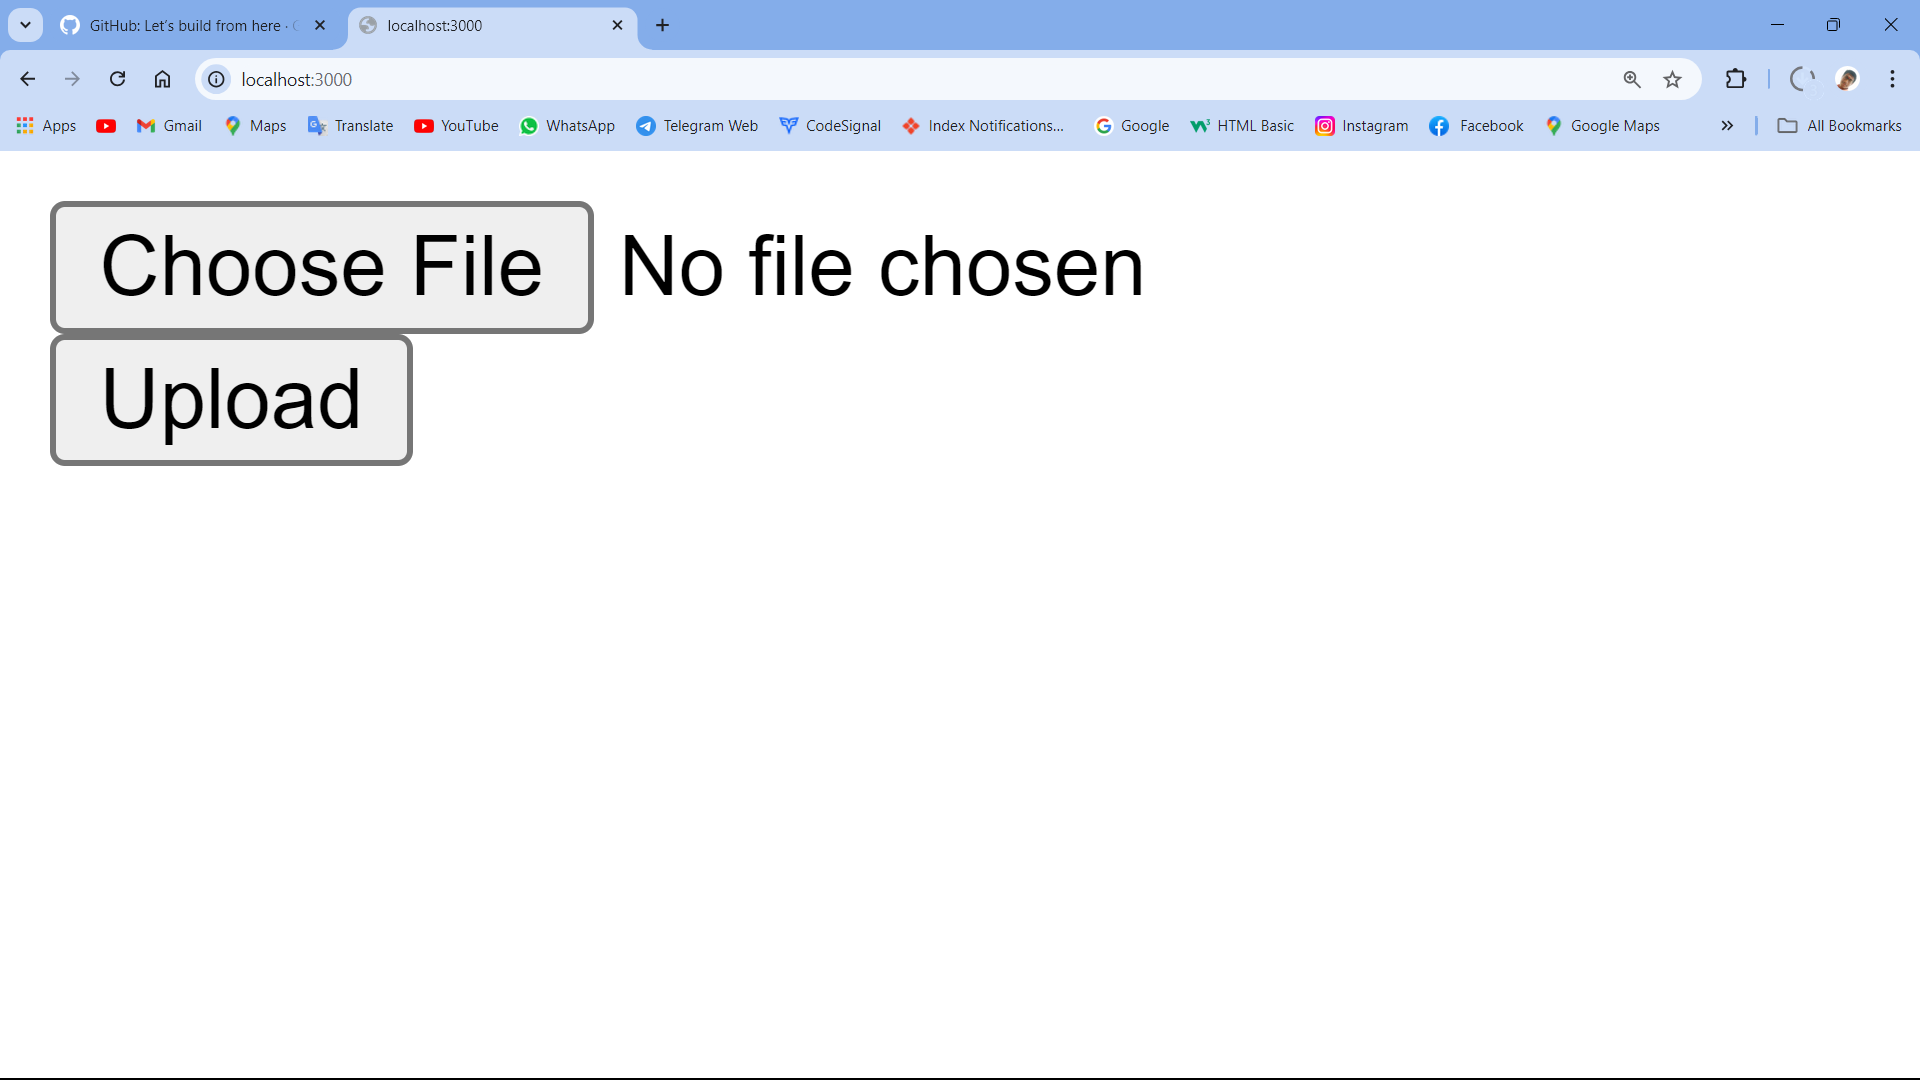 GitHub: Let's build from here ·
localhost:3000
localhost:3000
Apps
Gmail
Maps
Translate
YouTube
WhatsApp
Telegram Web
CodeSignal
Index Notifications...
Google
HTML Basic
Instagram
Facebook
Google Maps
All Bookmarks
Choose File No file chosen
Upload